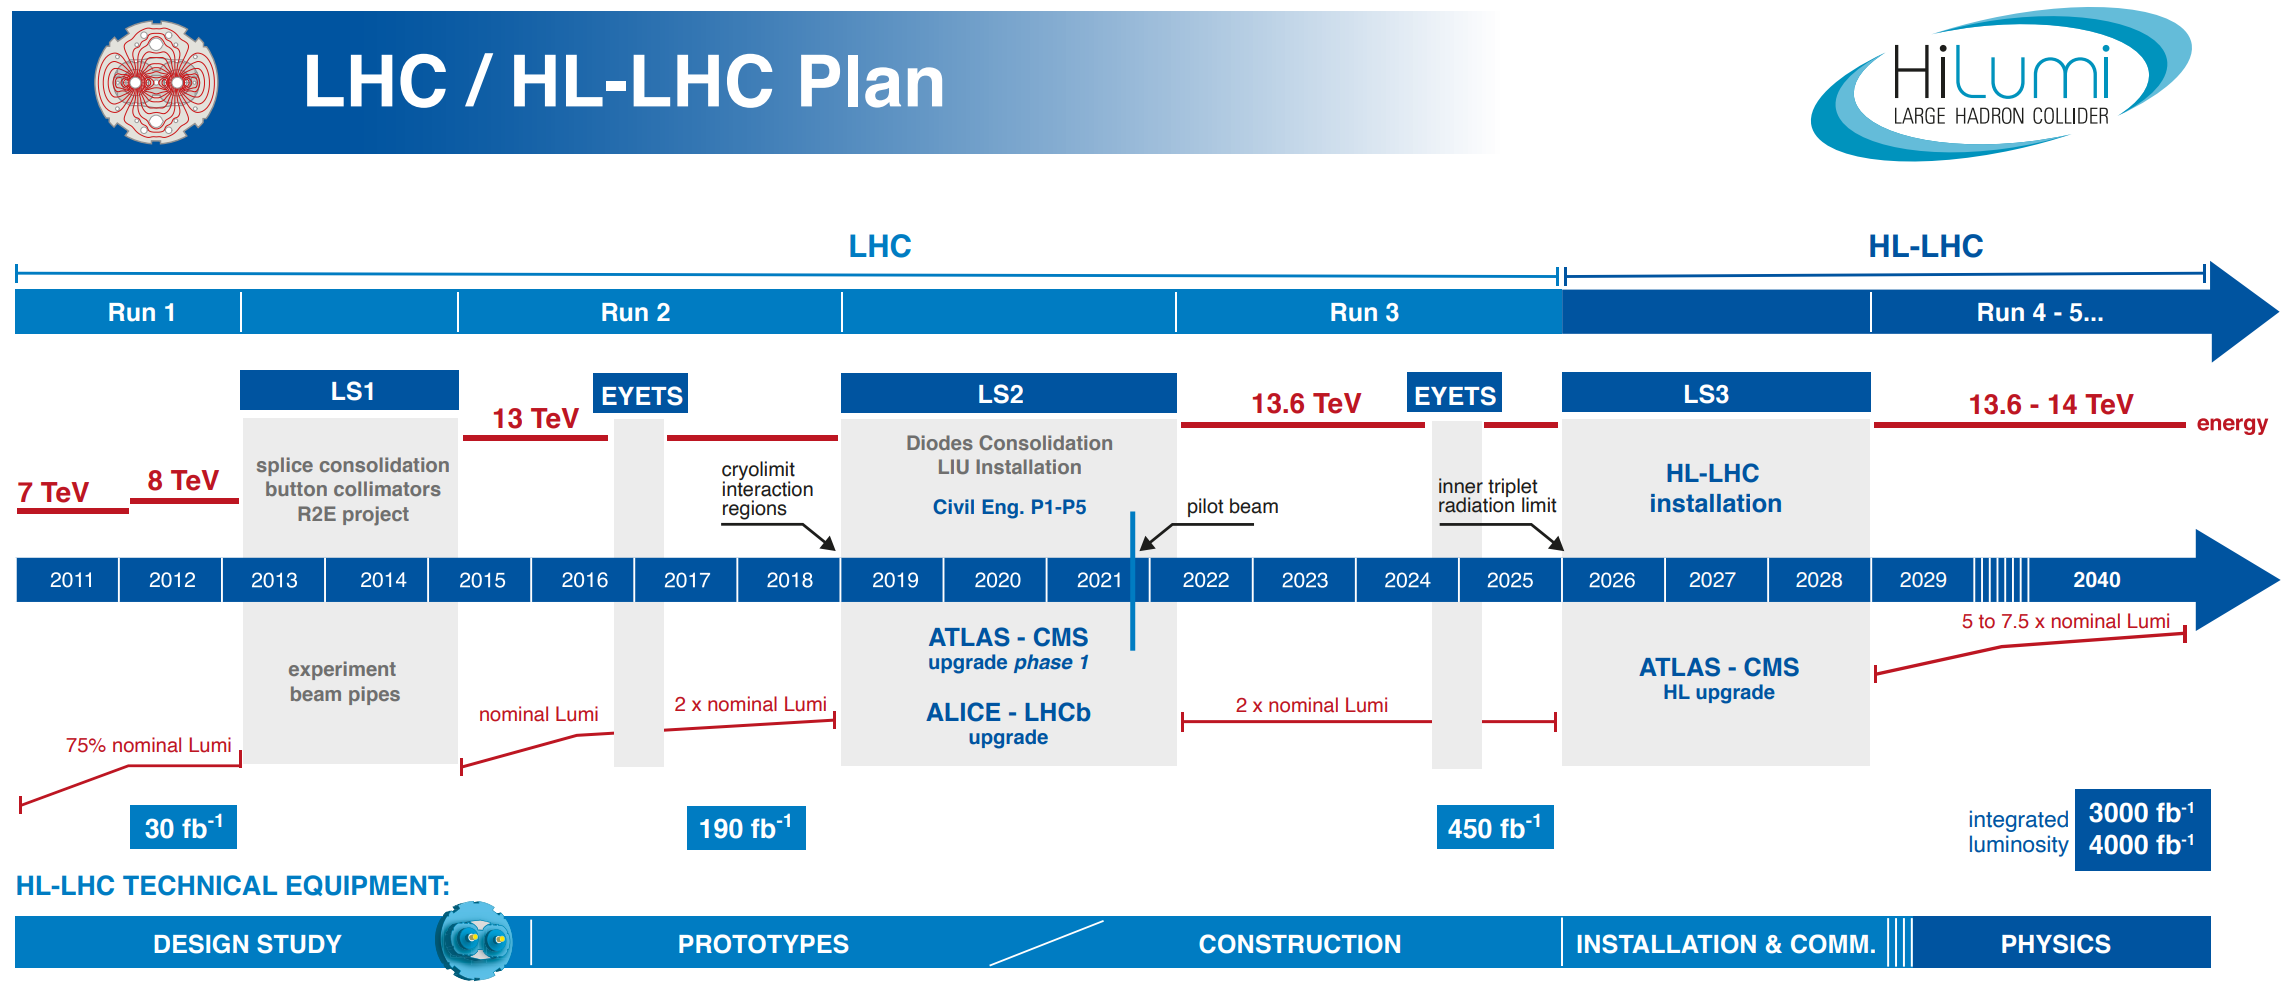 LHC / HL-LHC Plan
HiLumi
LARGE HADRON COLLIDER
LHC
HL-LHC
Run 1
Run 2
Run 3
Run 4 - 5...
LS1
EYETS
LS2
EYETS
LS3
13 TeV
13.6 TeV
13.6 - 14 TeV
energy
7 TeV
8 TeV
splice consolidation
button collimators
R2E project
cryolimit
interaction
regions
Diodes Consolidation
LIU Installation
Civil Eng. P1-P5
pilot beam
inner triplet
radiation limit
HL-LHC
installation
2011
2012
2013
2014
2015
2016
2017
2018
2019
2020
2021
2022
2023
2024
2025
2026
2027
2028
2029
2040
experiment
beam pipes
ATLAS - CMS
upgrade phase 1
ALICE - LHCb
upgrade
ATLAS - CMS
HL upgrade
5 to 7.5 x nominal Lumi
75% nominal Lumi
nominal Lumi
2 x nominal Lumi
2 x nominal Lumi
30 fb-1
190 fb-1
450 fb-1
integrated
luminosity
3000 fb-1
4000 fb-1
HL-LHC TECHNICAL EQUIPMENT:
DESIGN STUDY
PROTOTYPES
CONSTRUCTION
INSTALLATION & COMM.
PHYSICS